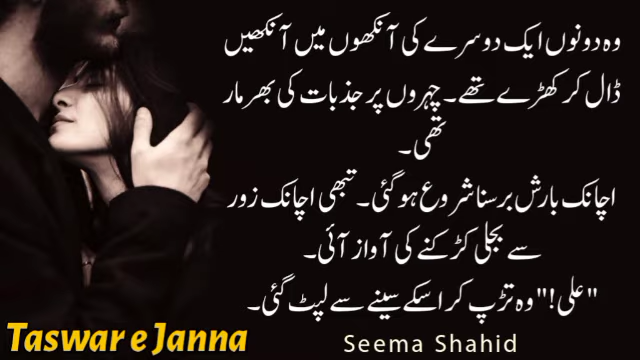 وہ دونوں ایک دوسرے کی آنکھوں میں آنکھیں
ڈال کر کھڑے تھے۔ چہروں پر جذبات کی بھرمار
تھی۔
اچانک بارش برسنا شروع ہو گئی۔ تبھی اچانک زور
سے بجلی کڑکنے کی آواز آئی۔
"علی!" وہ تڑپ کر اسکے سینے سے لپٹ گئی۔
Taswar e Janna
Seema Shahid